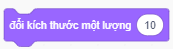 đổi kích thước một lượng 10